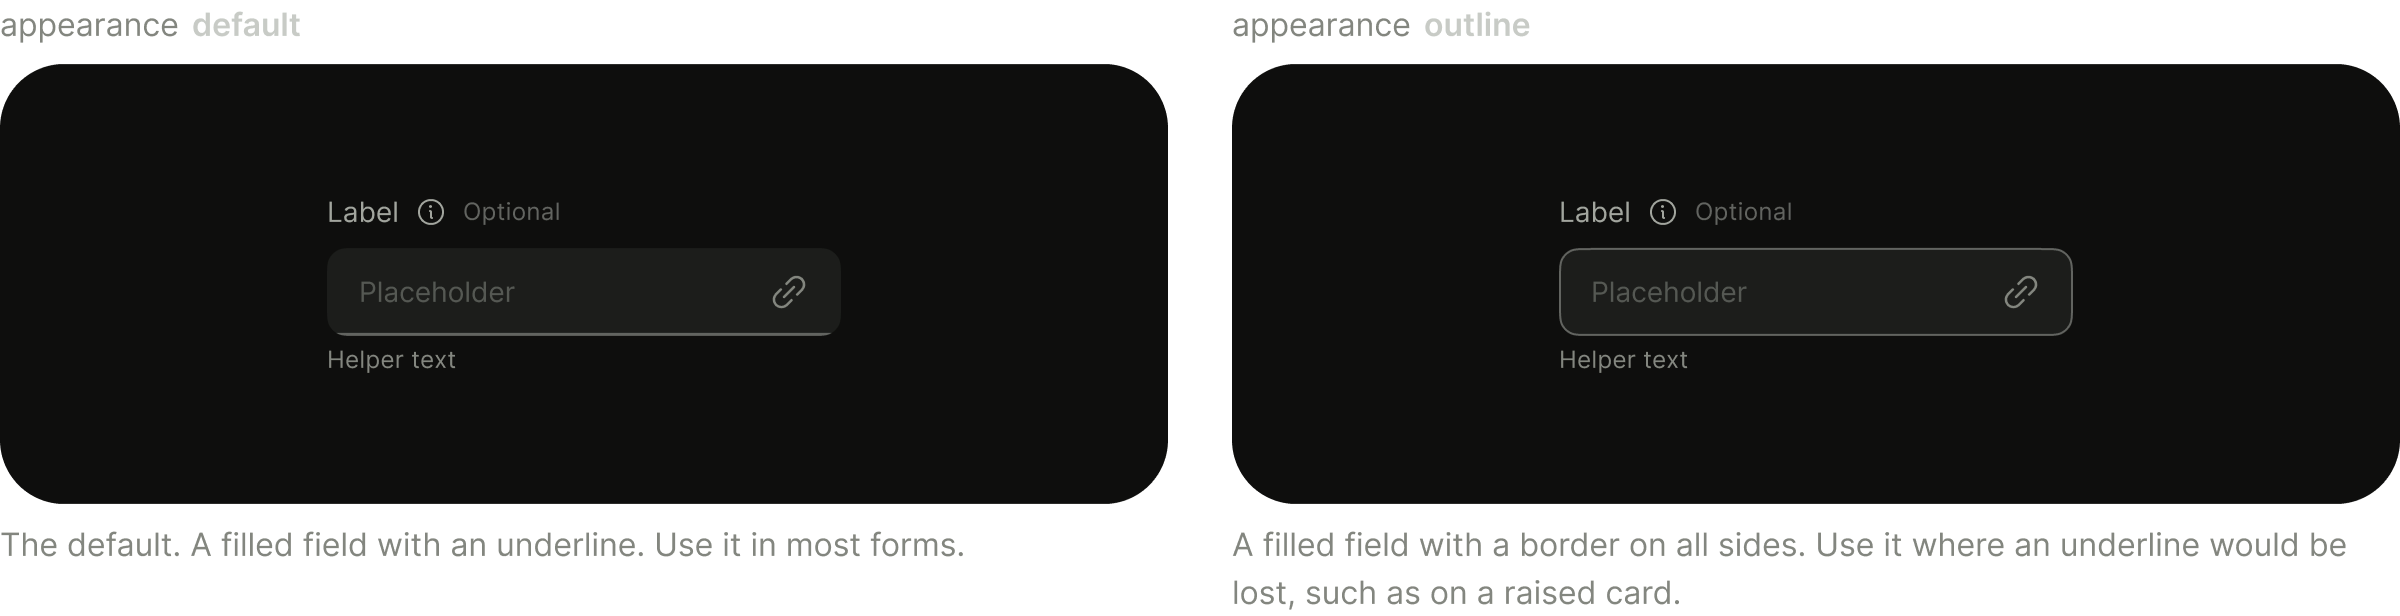 appearance default
Label Optional
Placeholder
Helper text
The default. A filled field with an underline. Use it in most forms.
appearance outline
Label Optional
Placeholder
Helper text
A filled field with a border on all sides. Use it where an underline would be
lost, such as on a raised card.